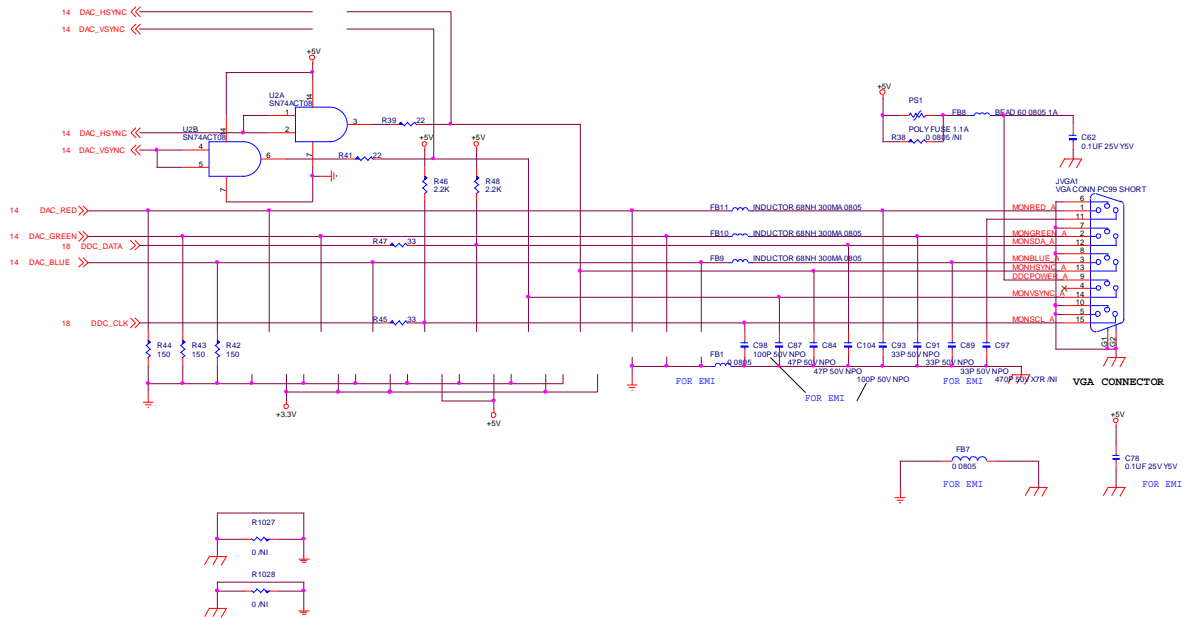 14 DAC_HSYNC
14 DAC_VSYNC
+5V
U2A
SN74ACT08
14
1
2
3
7
R39 22
14 DAC_HSYNC
U2B
SN74ACT08
14 DAC_VSYNC
4
5
6
7
R41 22
+5V
+5V
R46
2.2K
R48
2.2K
+5V
PS1
POLY FUSE 1.1A
R38 0 0805 /NI
FB8 BEAD 60 0805 1A
C62
0.1UF 25V Y5V
JVGA1
VGA CONN PC99 SHORT
14 DAC_RED
FB11 INDUCTOR 68NH 300MA 0805
14 DAC_GREEN
FB10 INDUCTOR 68NH 300MA 0805
18 DDC_DATA
R47 33
14 DAC_BLUE
FB9 INDUCTOR 68NH 300MA 0805
18 DDC_CLK
R45 33
6
MONRED_A 1
11
7
MONGREEN_A 2
MONSDA_A 12
8
MONBLUE_A 3
MONHSYNC_A 13
DDCPOWER_A 9
4
MONVSYNC_A 14
10
5
MONSCL_A 15
G1
G2
VGA CONNECTOR
R44
150
R43
150
R42
150
C98
100P 50V NPO
C87
47P 50V NPO
C84
47P 50V NPO
C104
100P 50V NPO
C93
33P 50V NPO
C91
33P 50V NPO
C89
33P 50V NPO
C97
470P 50V X7R /NI
FB1
0 0805
FOR EMI
FOR EMI
FOR EMI
+3.3V
+5V
FB7
0 0805
FOR EMI
+5V
C78
0.1UF 25V Y5V
FOR EMI
R1027
0 /NI
R1028
0 /NI